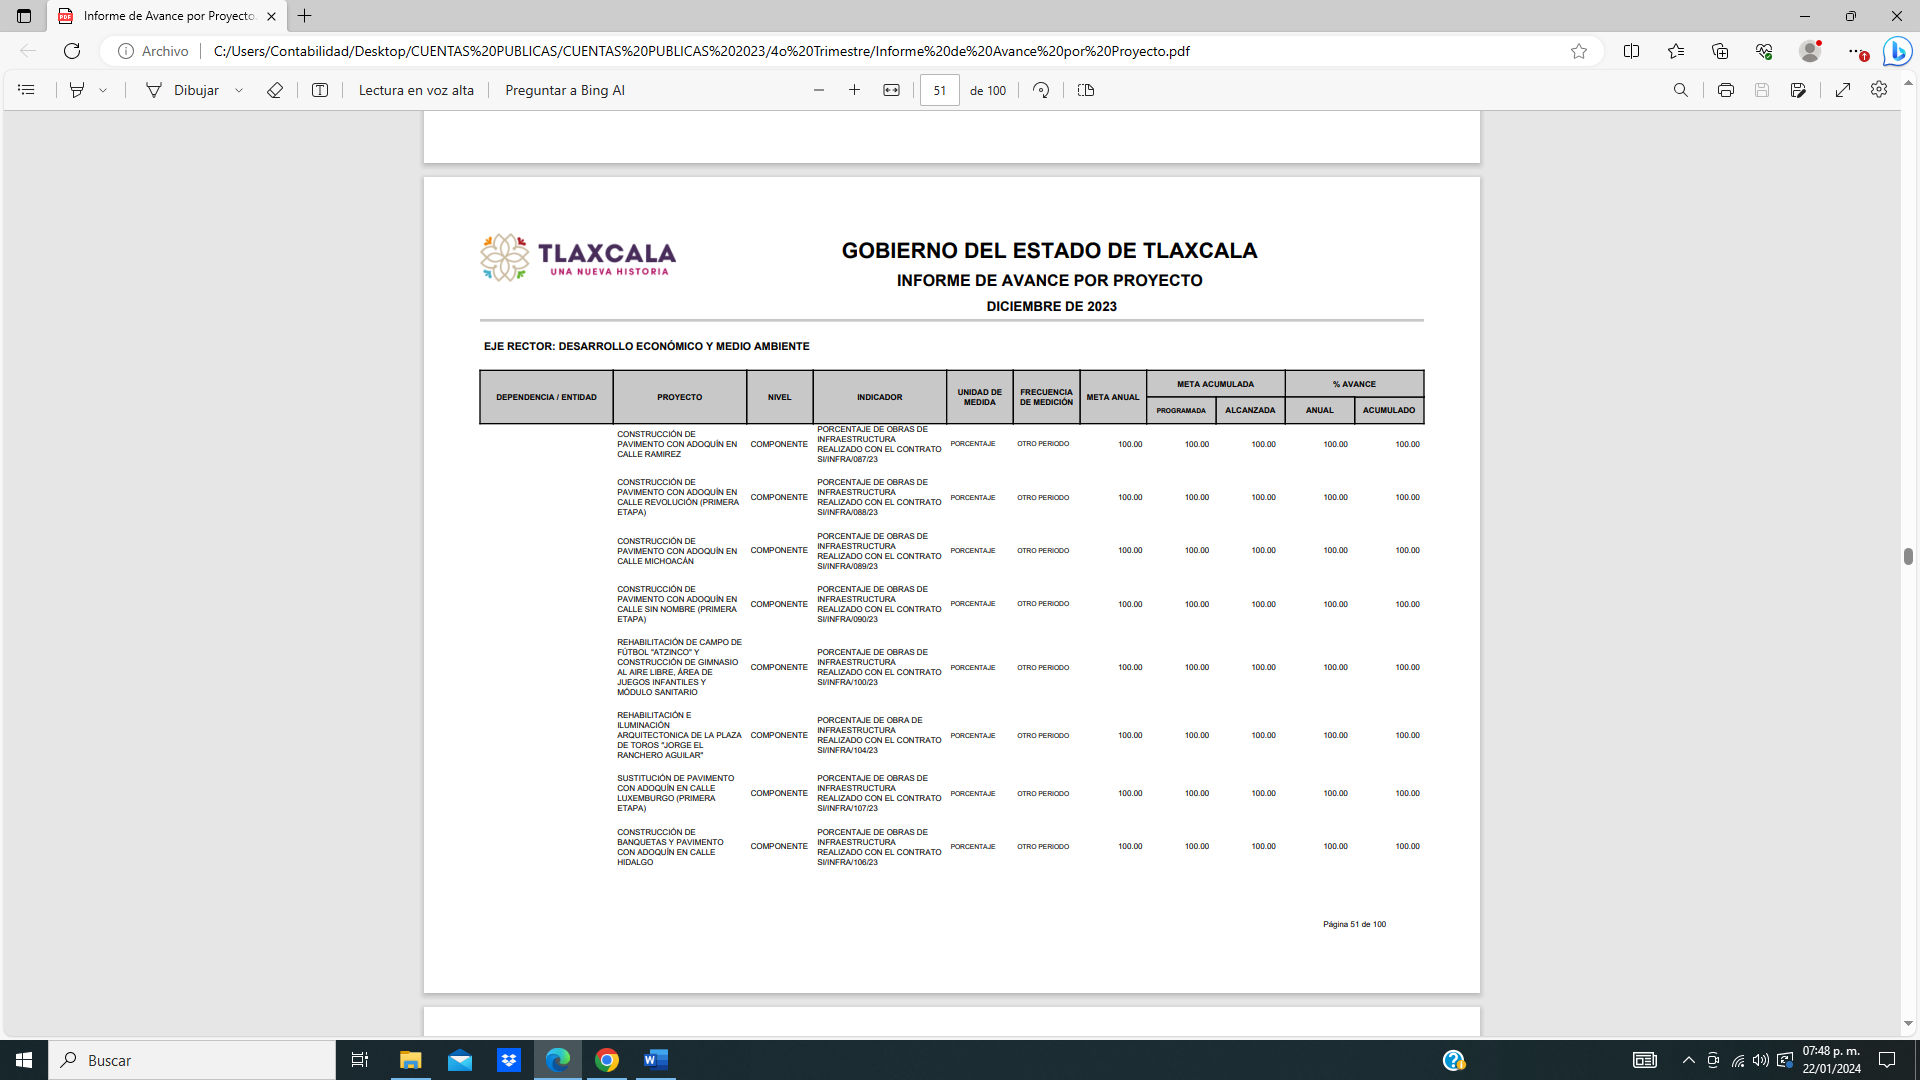 Informe de Avance por Proyecto.
Archivo
C:/Users/Contabilidad/Desktop/CUENTAS%20PUBLICAS/CUENTAS%20PUBLICAS%202023/4o%20Trimestre/Informe%20de%20Avance%20por%20Proyecto.pdf
Dibujar
Lectura en voz alta
Preguntar a Bing AI
51 de 100
TLAXCALA
UNA NUEVA HISTORIA
GOBIERNO DEL ESTADO DE TLAXCALA
INFORME DE AVANCE POR PROYECTO
DICIEMBRE DE 2023
EJE RECTOR: DESARROLLO ECONÓMICO Y MEDIO AMBIENTE
DEPENDENCIA / ENTIDAD PROYECTO NIVEL INDICADOR UNIDAD DE MEDIDA FRECUENCIA DE MEDICIÓN META ANUAL META ACUMULADA % AVANCE
PROGRAMADA ALCANZADA ANUAL ACUMULADO
CONSTRUCCIÓN DE
PAVIMENTO CON ADOQUÍN EN
CALLE RAMIREZ
COMPONENTE
PORCENTAJE DE OBRAS DE
INFRAESTRUCTURA
REALIZADO CON EL CONTRATO
SI/INFRA/087/23
PORCENTAJE OTRO PERIODO 100.00 100.00 100.00 100.00 100.00
CONSTRUCCIÓN DE
PAVIMENTO CON ADOQUÍN EN
CALLE REVOLUCIÓN (PRIMERA
ETAPA)
COMPONENTE
PORCENTAJE DE OBRAS DE
INFRAESTRUCTURA
REALIZADO CON EL CONTRATO
SI/INFRA/088/23
PORCENTAJE OTRO PERIODO 100.00 100.00 100.00 100.00 100.00
CONSTRUCCIÓN DE
PAVIMENTO CON ADOQUÍN EN
CALLE MICHOACÁN
COMPONENTE
PORCENTAJE DE OBRAS DE
INFRAESTRUCTURA
REALIZADO CON EL CONTRATO
SI/INFRA/089/23
PORCENTAJE OTRO PERIODO 100.00 100.00 100.00 100.00 100.00
CONSTRUCCIÓN DE
PAVIMENTO CON ADOQUÍN EN
CALLE SIN NOMBRE (PRIMERA
ETAPA)
COMPONENTE
PORCENTAJE DE OBRAS DE
INFRAESTRUCTURA
REALIZADO CON EL CONTRATO
SI/INFRA/090/23
PORCENTAJE OTRO PERIODO 100.00 100.00 100.00 100.00 100.00
REHABILITACIÓN DE CAMPO DE
FÚTBOL "ATZINCO" Y
CONSTRUCCIÓN DE GIMNASIO
AL AIRE LIBRE, ÁREA DE
JUEGOS INFANTILES Y
MÓDULO SANITARIO
COMPONENTE
PORCENTAJE DE OBRAS DE
INFRAESTRUCTURA
REALIZADO CON EL CONTRATO
SI/INFRA/100/23
PORCENTAJE OTRO PERIODO 100.00 100.00 100.00 100.00 100.00
REHABILITACIÓN E
ILUMINACIÓN
ARQUITECTONICA DE LA PLAZA
DE TOROS "JORGE EL
RANCHERO AGUILAR"
COMPONENTE
PORCENTAJE DE OBRA DE
INFRAESTRUCTURA
REALIZADO CON EL CONTRATO
SI/INFRA/104/23
PORCENTAJE OTRO PERIODO 100.00 100.00 100.00 100.00 100.00
SUSTITUCIÓN DE PAVIMENTO
CON ADOQUÍN EN CALLE
LUXEMBURGO (PRIMERA
ETAPA)
COMPONENTE
PORCENTAJE DE OBRAS DE
INFRAESTRUCTURA
REALIZADO CON EL CONTRATO
SI/INFRA/107/23
PORCENTAJE OTRO PERIODO 100.00 100.00 100.00 100.00 100.00
CONSTRUCCIÓN DE
BANQUETAS Y PAVIMENTO
CON ADOQUÍN EN CALLE
HIDALGO
COMPONENTE
PORCENTAJE DE OBRAS DE
INFRAESTRUCTURA
REALIZADO CON EL CONTRATO
SI/INFRA/106/23
PORCENTAJE OTRO PERIODO 100.00 100.00 100.00 100.00 100.00
Página 51 de 100
Buscar
07:48 p. m.
22/01/2024